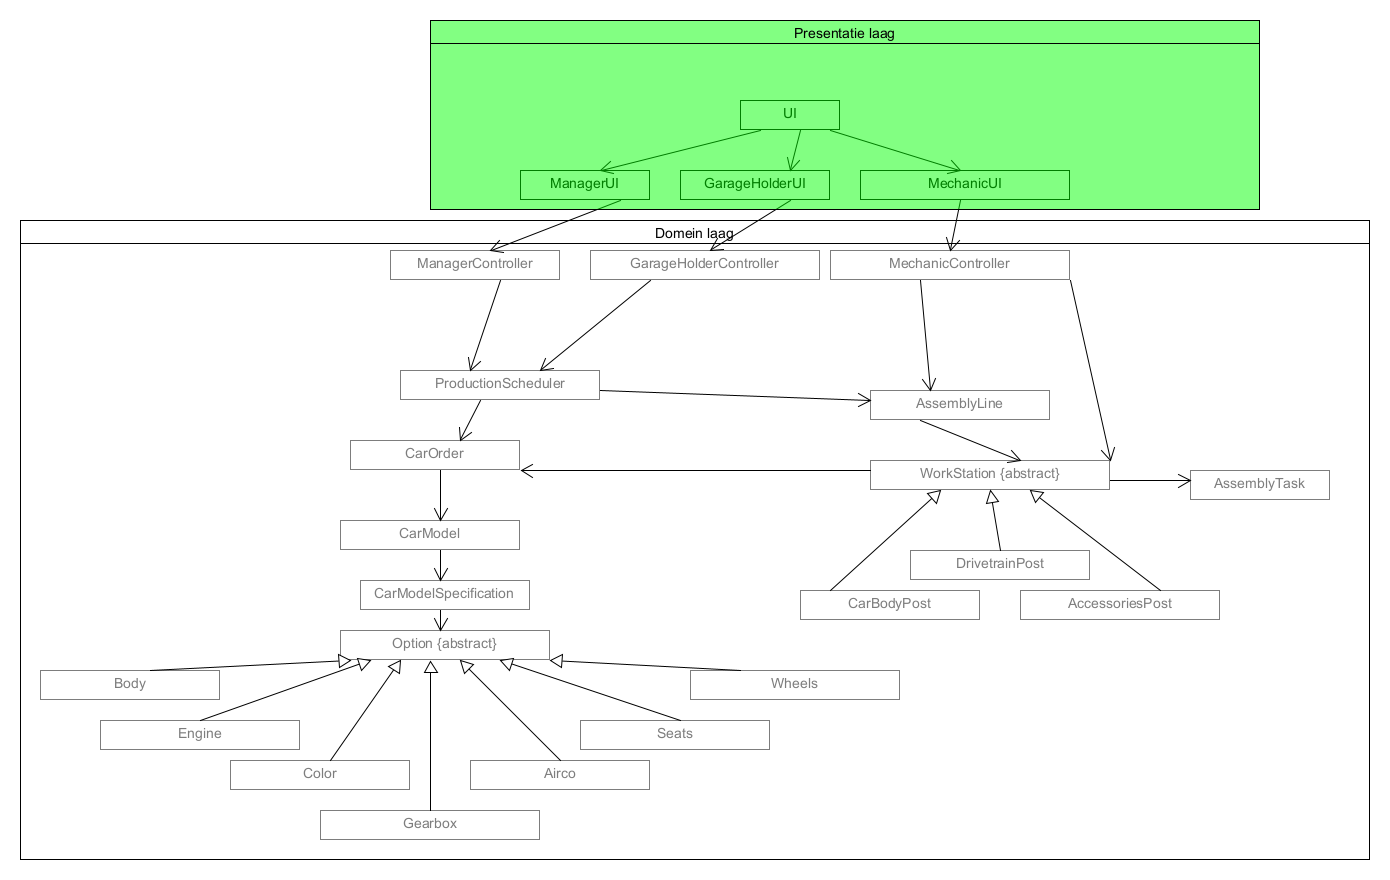 Presentatie laag
UI
ManagerUI
GarageHolderUI
MechanicUI
Domein laag
ManagerController
GarageHolderController
MechanicController
ProductionScheduler
AssemblyLine
CarOrder
WorkStation {abstract}
AssemblyTask
CarModel
DrivetrainPost
CarModelSpecification
CarBodyPost
AccessoriesPost
Option {abstract}
Body
Wheels
Engine
Seats
Color
Airco
Gearbox